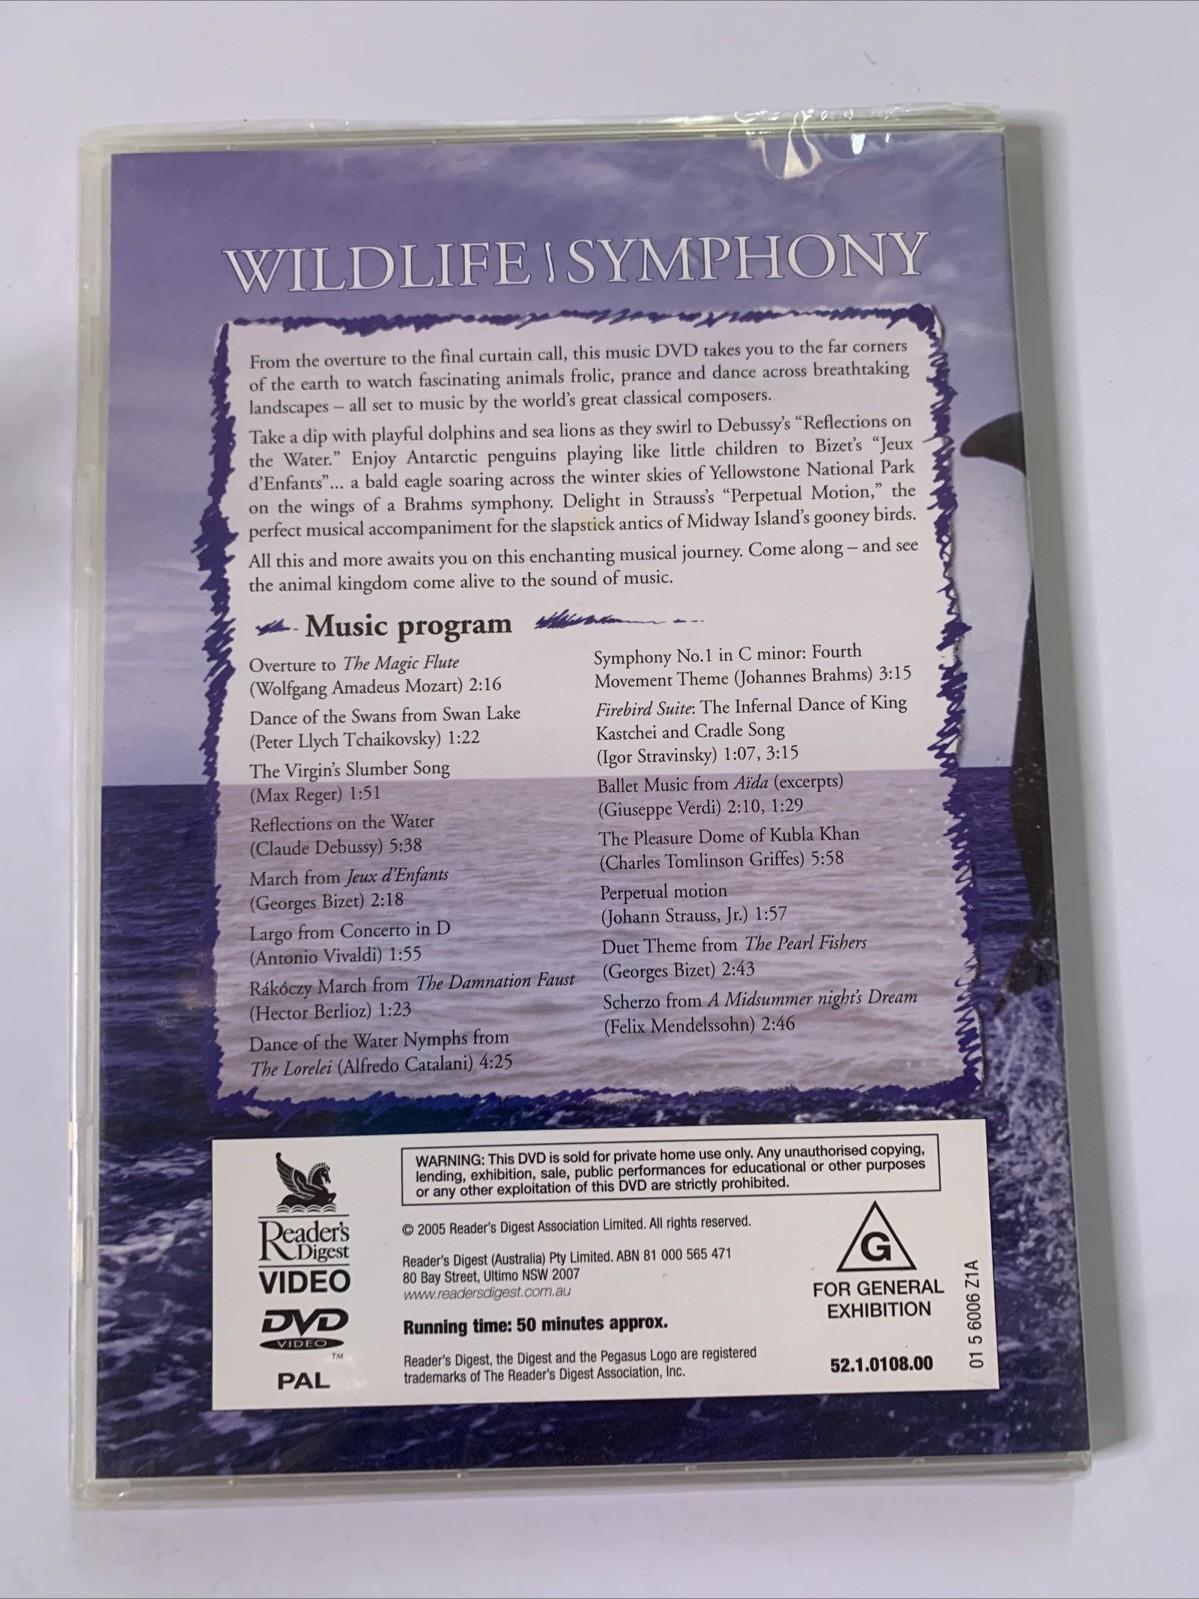 WILDLIFE SYMPHONY
From the overture to the final curtain call, this music DVD takes you to the far corners
of the earth to watch fascinating animals frolic, prance and dance across breathtaking
landscapes – all set to music by the world's great classical composers.
Take a dip with playful dolphins and sea lions as they swirl to Debussy's "Reflections on
the Water." Enjoy Antarctic penguins playing like little children to Bizet's "Jeux
d'Enfants"... a bald eagle soaring across the winter skies of Yellowstone National Park
on the wings of a Brahms symphony. Delight in Strauss's "Perpetual Motion," the
perfect musical accompaniment for the slapstick antics of Midway Island's gooney birds.
All this and more awaits you on this enchanting musical journey. Come along – and see
the animal kingdom come alive to the sound of music.
Music program
Overture to The Magic Flute
(Wolfgang Amadeus Mozart) 2:16
Dance of the Swans from Swan Lake
(Peter Llych Tchaikovsky) 1:22
The Virgin's Slumber Song
(Max Reger) 1:51
Reflections on the Water
(Claude Debussy) 5:38
March from Jeux d'Enfants
(Georges Bizet) 2:18
Largo from Concerto in D
(Antonio Vivaldi) 1:55
Rákóczy March from The Damnation Faust
(Hector Berlioz) 1:23
Dance of the Water Nymphs from
The Lorelei (Alfredo Catalani) 4:25
Symphony No.1 in C minor: Fourth
Movement Theme (Johannes Brahms) 3:15
Firebird Suite: The Infernal Dance of King
Kastchei and Cradle Song
(Igor Stravinsky) 1:07, 3:15
Ballet Music from Aïda (excerpts)
(Giuseppe Verdi) 2:10, 1:29
The Pleasure Dome of Kubla Khan
(Charles Tomlinson Griffes) 5:58
Perpetual motion
(Johann Strauss, Jr.) 1:57
Duet Theme from The Pearl Fishers
(Georges Bizet) 2:43
Scherzo from A Midsummer night's Dream
(Felix Mendelssohn) 2:46
Reader's
Digest
VIDEO
DVD
VIDEO
TM
PAL
WARNING: This DVD is sold for private home use only. Any unauthorised copying,
lending, exhibition, sale, public performances for educational or other purposes
or any other exploitation of this DVD are strictly prohibited.
© 2005 Reader's Digest Association Limited. All rights reserved.
Reader's Digest (Australia) Pty Limited. ABN 81 000 565 471
80 Bay Street, Ultimo NSW 2007
www.readersdigest.com.au
Running time: 50 minutes approx.
Reader's Digest, the Digest and the Pegasus Logo are registered
trademarks of The Reader's Digest Association, Inc.
G
FOR GENERAL
EXHIBITION
52.1.0108.00
01 5 6006 Z1A